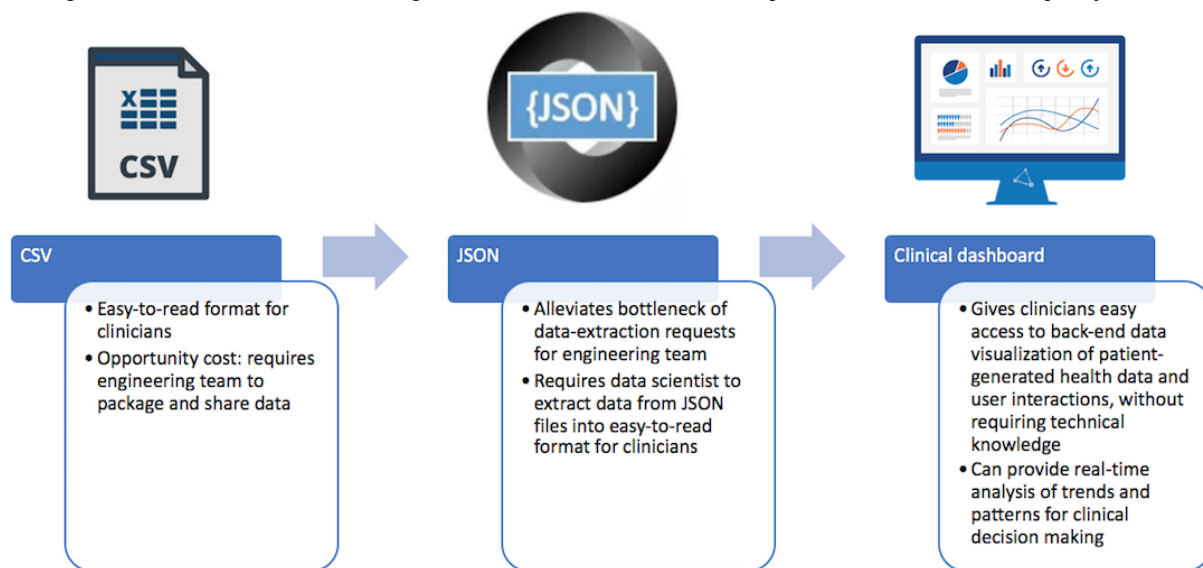 X
CSV
{JSON}
CSV
• Easy-to-read format for
clinicians
• Opportunity cost: requires
engineering team to
package and share data
JSON
• Alleviates bottleneck of
data-extraction requests
for engineering team
• Requires data scientist to
extract data from JSON
files into easy-to-read
format for clinicians
Clinical dashboard
• Gives clinicians easy
access to back-end data
visualization of patient-
generated health data and
user interactions, without
requiring technical
knowledge
• Can provide real-time
analysis of trends and
patterns for clinical
decision making